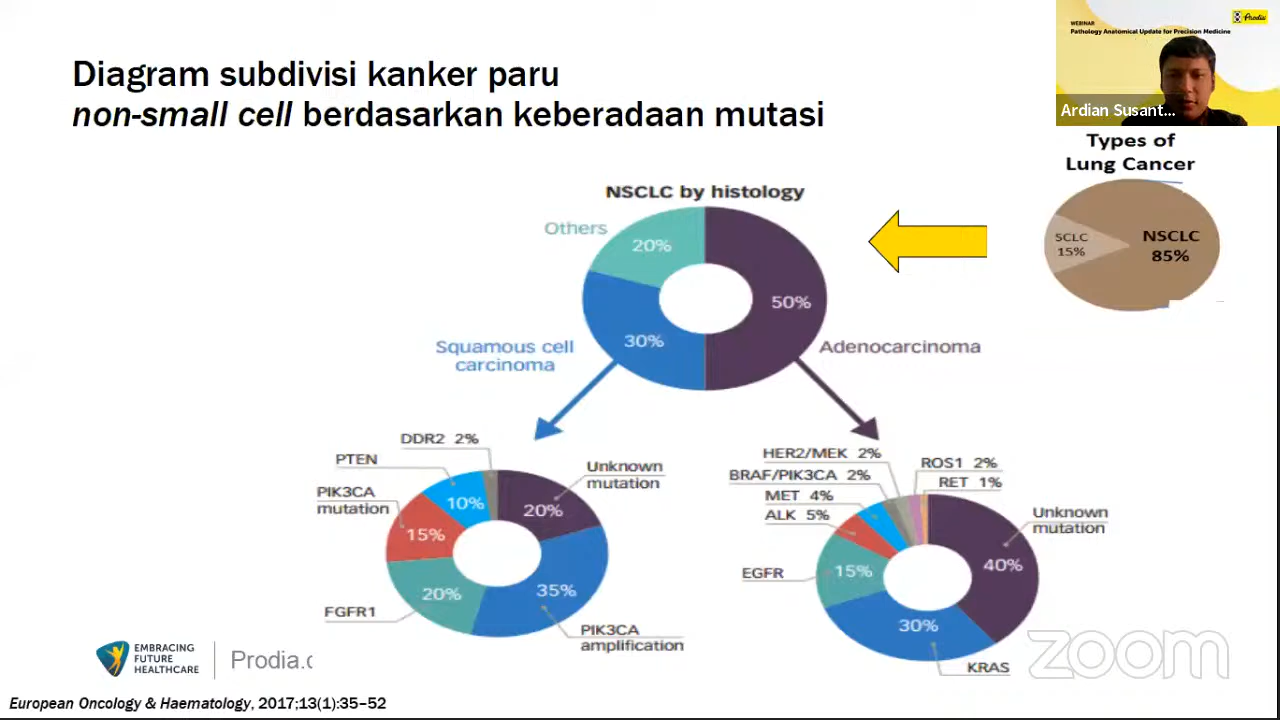 Diagram subdivisi kanker paru
non-small cell berdasarkan keberadaan mutasi
WEBINAR
Pathology Anatomical Update for Precision Medicine
Prodia
Ardian Susant...
Types of
Lung Cancer
SCLC
15%
NSCLC
85%
NSCLC by histology
Others
20%
50%
30%
Squamous cell
carcinoma
Adenocarcinoma
DDR2 2%
PTEN
10%
PIK3CA
mutation
15%
Unknown
mutation
20%
FGFR1
20%
35%
PIK3CA
amplification
HER2/MEK 2%
BRAF/PIK3CA 2%
MET 4%
ALK 5%
ROS1 2%
RET 1%
Unknown
mutation
40%
EGFR
15%
30%
KRAS
EMBRACING
FUTURE
HEALTHCARE
Prodia.c
zoom
European Oncology & Haematology, 2017;13(1):35–52